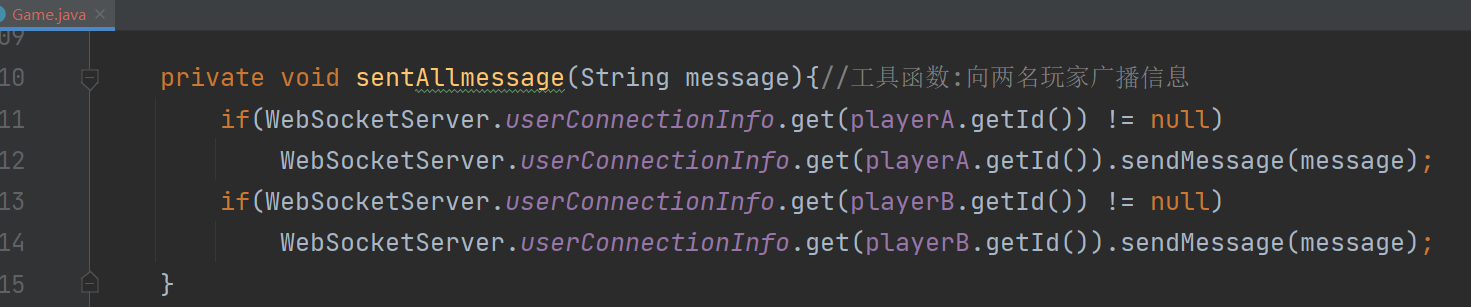 Game.java
09
10 private void sentAllmessage(String message){//工具函数:向两名玩家广播信息
11 if(WebSocketServer.userConnectionInfo.get(playerA.getId()) != null)
12 WebSocketServer.userConnectionInfo.get(playerA.getId()).sendMessage(message);
13 if(WebSocketServer.userConnectionInfo.get(playerB.getId()) != null)
14 WebSocketServer.userConnectionInfo.get(playerB.getId()).sendMessage(message);
15 }